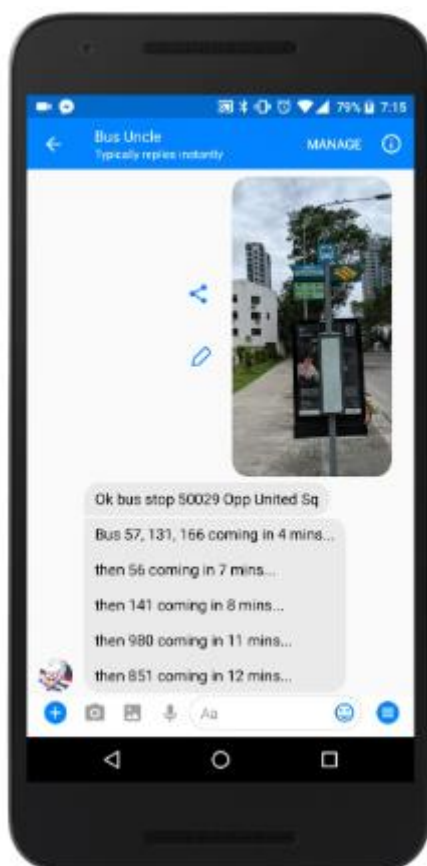 79% 7:15
Bus Uncle
Typically replies instantly
MANAGE
Ok bus stop 50029 Opp United Sq
Bus 57, 131, 166 coming in 4 mins...
then 56 coming in 7 mins...
then 141 coming in 8 mins...
then 980 coming in 11 mins...
then 851 coming in 12 mins...
Aa